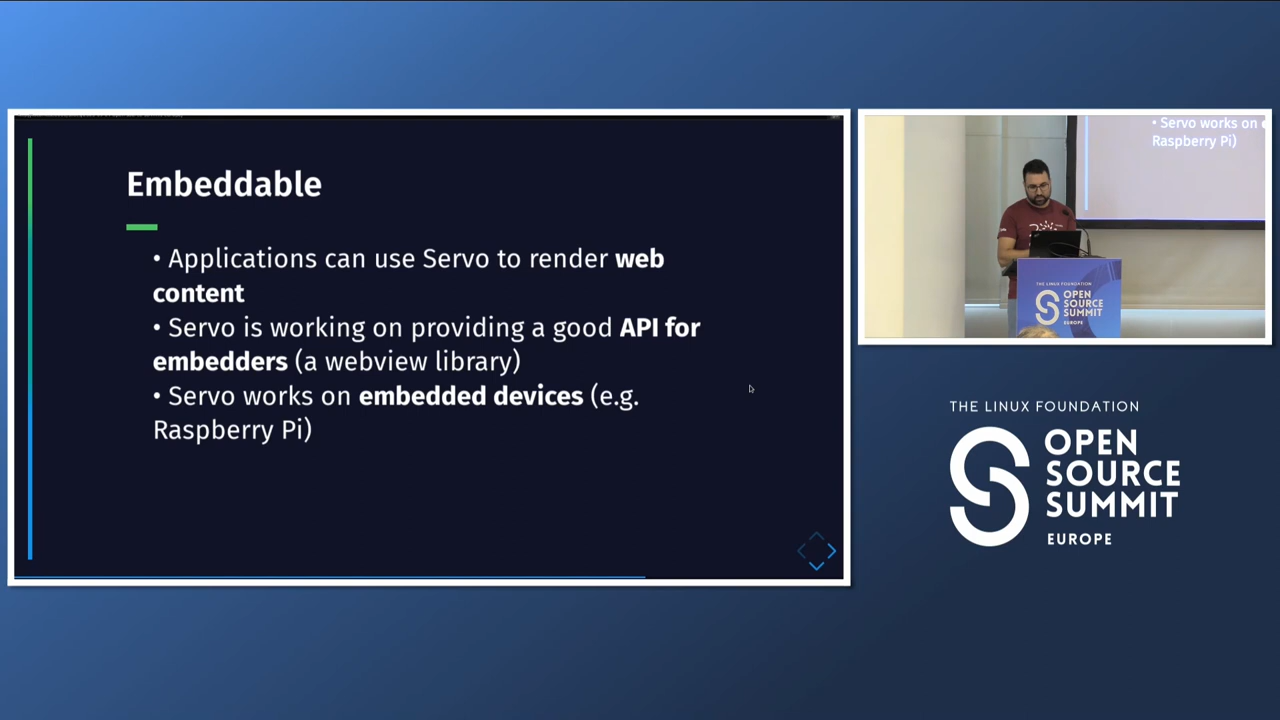 Embeddable
• Applications can use Servo to render web
content
• Servo is working on providing a good API for
embedders (a webview library)
• Servo works on embedded devices (e.g.
Raspberry Pi)
• Servo works on
Raspberry Pi)
THE LINUX FOUNDATION
OPEN
SOURCE
SUMMIT
EUROPE
THE LINUX FOUNDATION
OPEN
SOURCE
SUMMIT
EUROPE